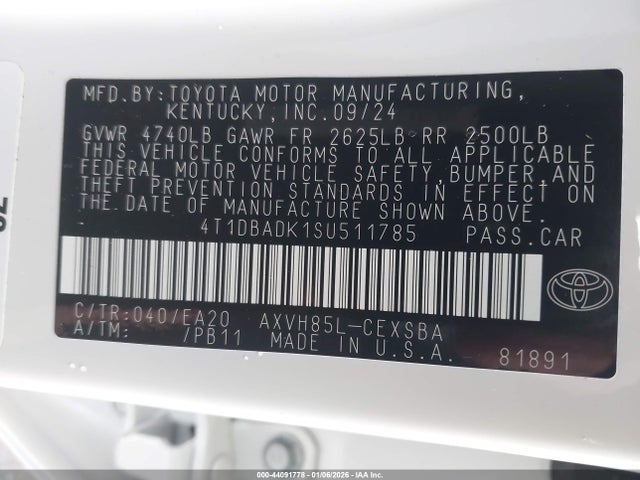 MFD.BY:TOYOTA MOTOR MANUFACTURING,
KENTUCKY,INC.09/24
GVWR 4740LB GAWR FR 2625LB RR 2500LB
THIS VEHICLE CONFORMS TO ALL APPLICABLE
FEDERAL MOTOR VEHICLE SAFETY,BUMPER,AND
THEFT PREVENTION STANDARDS IN EFFECT ON
THE DATE OF MANUFACTURE SHOWN ABOVE.
4T1DBADK1SU511785 PASS.CAR
C/TR:040/EA20 AXVH85L-CEXSBA
A/TM: /PB11 MADE IN U.S.A. 81891
000-44091778 - 01/06/2026 - IAA Inc.